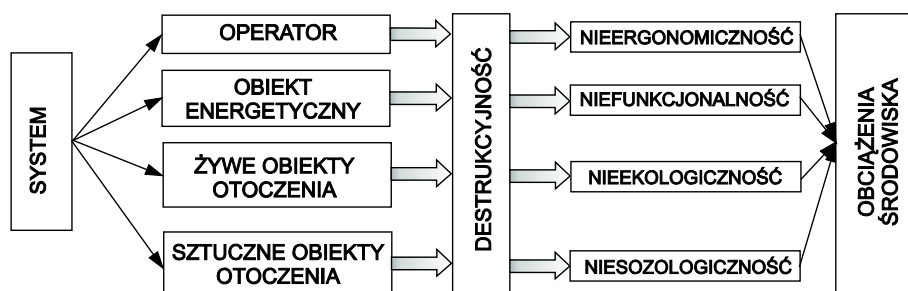 SYSTEM
OPERATOR
OBIEKT
ENERGETYCZNY
ŻYWE OBIEKTY
OTOCZENIA
SZTUCZNE OBIEKTY
OTOCZENIA
DESTRUKCYJNOŚĆ
NIEERGONOMICZNOŚĆ
NIEFUNKCJONALNOŚĆ
NIEEKOLOGICZNOŚĆ
NIESOZOLOGICZNOŚĆ
OBCIĄŻENIA
ŚRODOWISKA